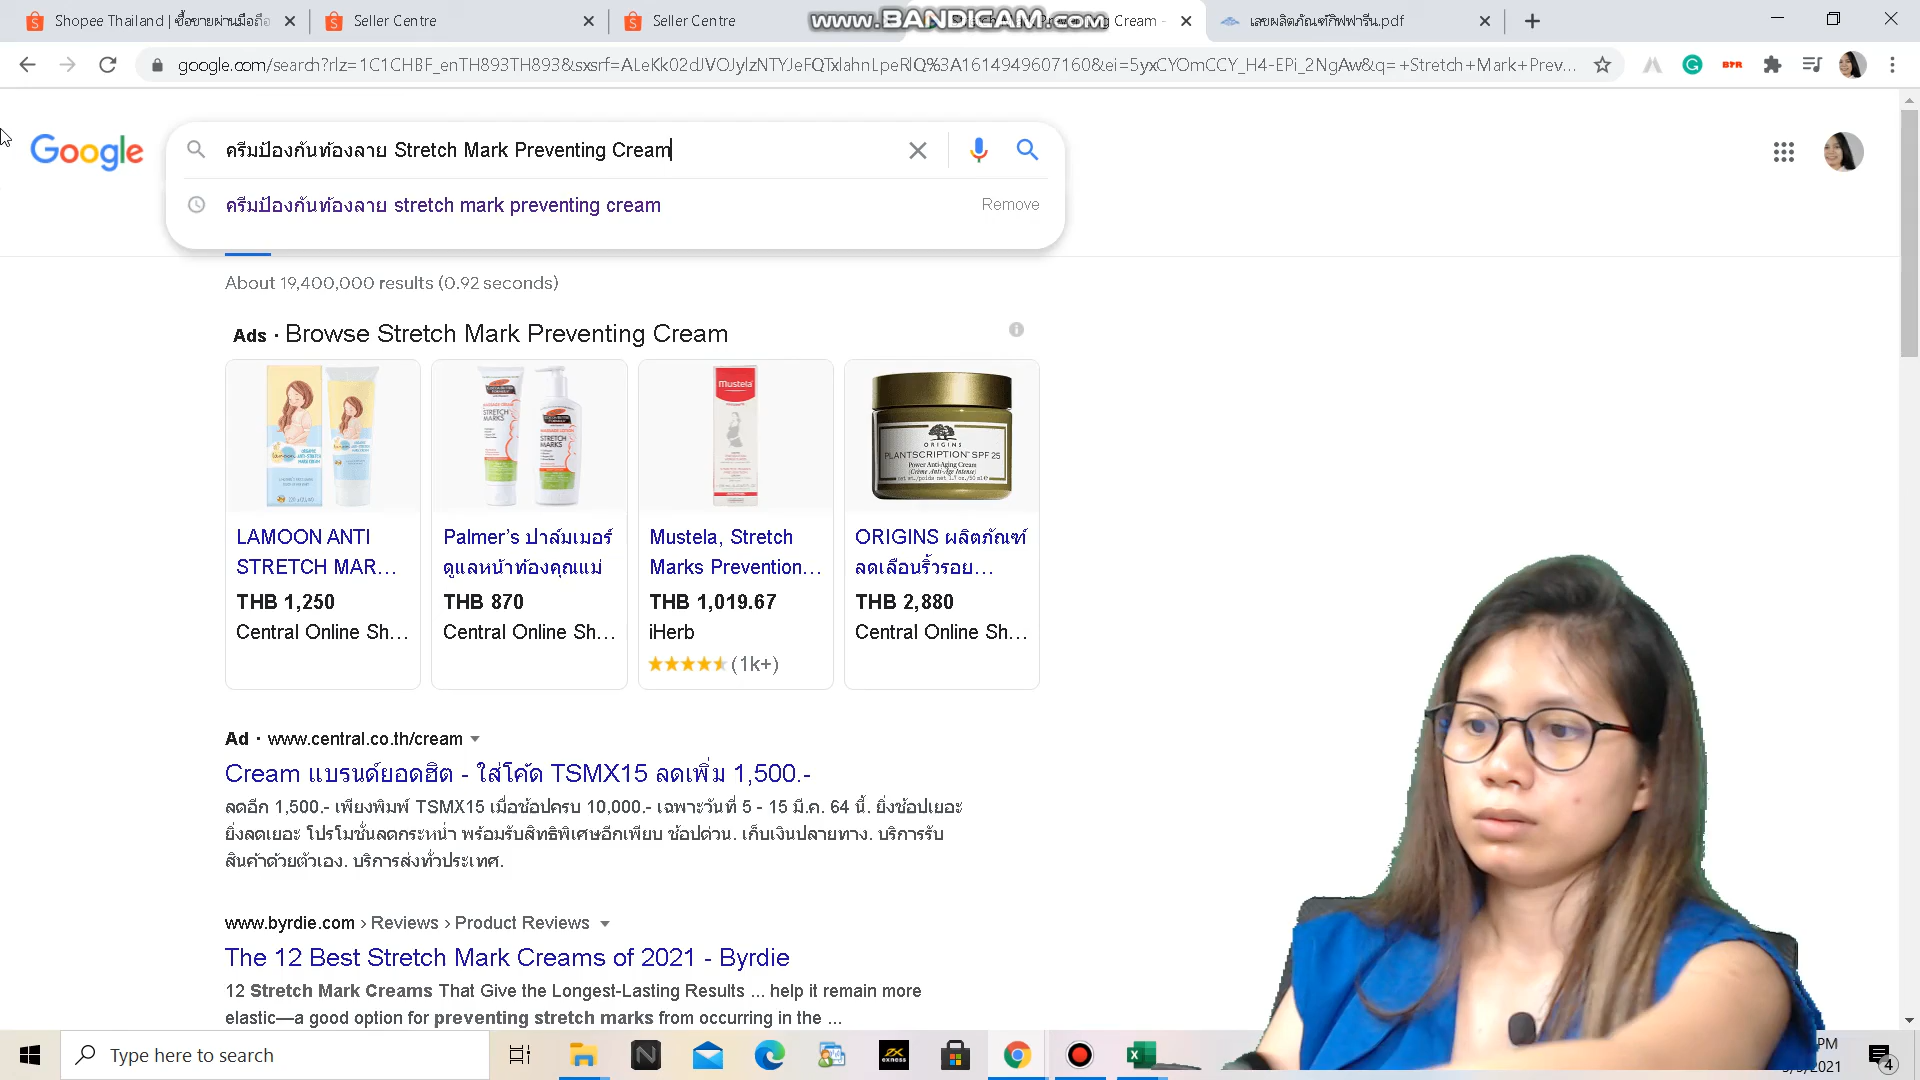 Shopee Thailand | ซื้อขายผ่านมือถือ
Seller Centre
Seller Centre
www.BANDICAM.com
Preventing Cream -
เลขผลิตภัณฑ์กิฟฟารีน.pdf
google.com/search?rlz=1C1CHBF_enTH893TH893&sxsrf=ALeKk02dJVOJylzNTYJeFQTxlahnLpeRlQ%3A1614949607160&ei=5yxCYOmCCY_H4-EPi_2NgAw&q=+Stretch+Mark+Prev...
Google
ครีมป้องกันท้องลาย Stretch Mark Preventing Cream
ครีมป้องกันท้องลาย stretch mark preventing cream
Remove
About 19,400,000 results (0.92 seconds)
Ads · Browse Stretch Mark Preventing Cream
Mustela
STRETCH MARKS
STRETCH MARKS
ORIGINS
PLANTSCRIPTION™ SPF 25
Power Anti-Aging Cream
LAMOON ANTI STRETCH MAR...
THB 1,250
Central Online Sh...
Palmer's ปาล์มเมอร์ ดูแลหน้าท้องคุณแม่
THB 870
Central Online Sh...
Mustela, Stretch Marks Prevention...
THB 1,019.67
iHerb
(1k+)
ORIGINS ผลิตภัณฑ์ ลดเลือนริ้วรอย...
THB 2,880
Central Online Sh...
Ad · www.central.co.th/cream
Cream แบรนด์ยอดฮิต - ใส่โค้ด TSMX15 ลดเพิ่ม 1,500.-
ลดอีก 1,500.- เพียงพิมพ์ TSMX15 เมื่อช้อปครบ 10,000.- เฉพาะวันที่ 5 - 15 มี.ค. 64 นี้. ยิ่งช้อปเยอะ
ยิ่งลดเยอะ โปรโมชั่นลดกระหน่ำ พร้อมรับสิทธิพิเศษอีกเพียบ ช้อปด่วน. เก็บเงินปลายทาง. บริการรับ
สินค้าด้วยตัวเอง. บริการส่งทั่วประเทศ.
www.byrdie.com › Reviews › Product Reviews
The 12 Best Stretch Mark Creams of 2021 - Byrdie
12 Stretch Mark Creams That Give the Longest-Lasting Results ... help it remain more
elastic—a good option for preventing stretch marks from occurring in the ...
Type here to search
exness
PM
2021
4